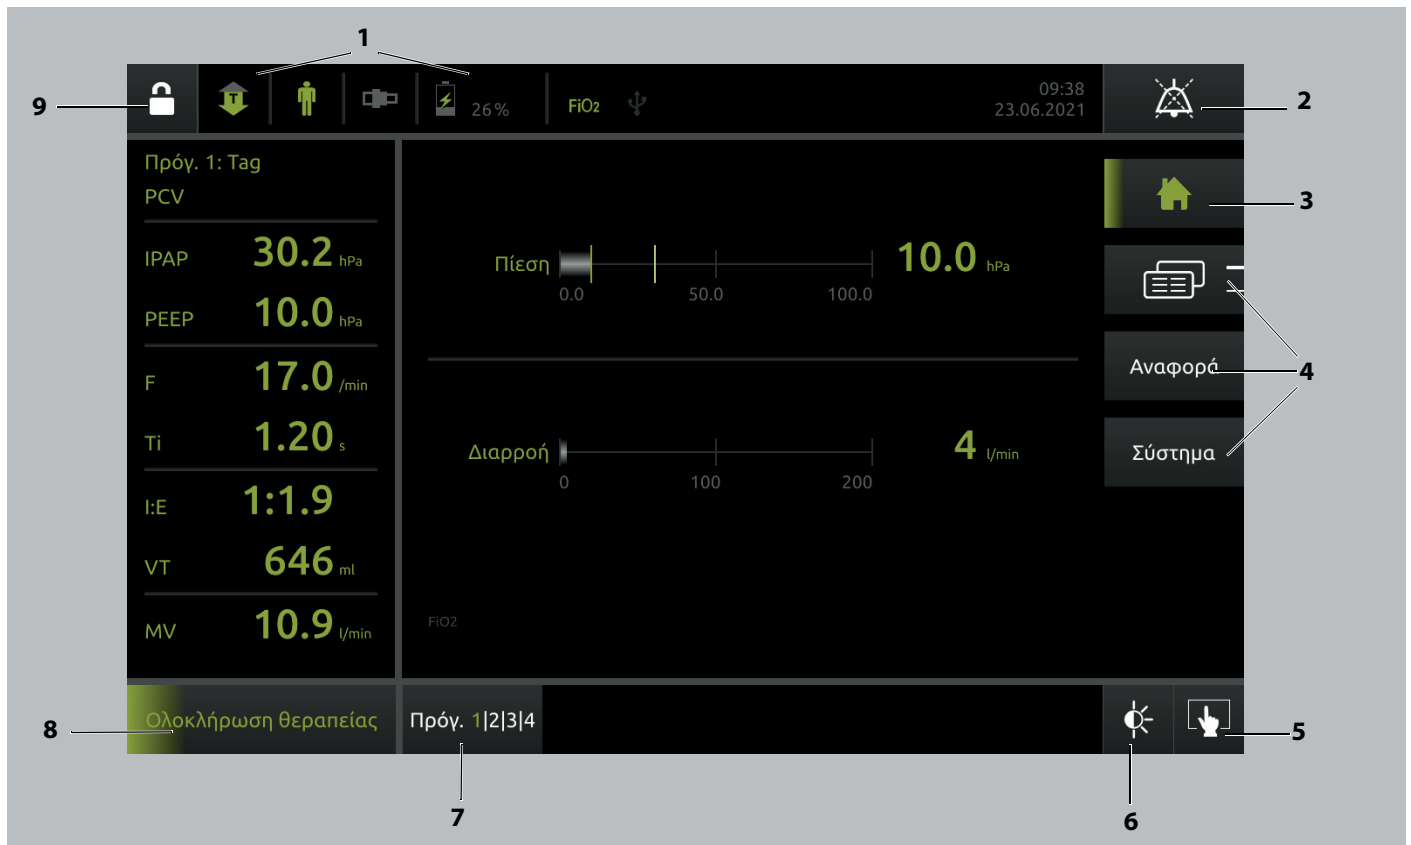 1
9
26%
FiO2
09:38
23.06.2021
2
Πρόγ. 1: Tag
PCV
IPAP 30.2 hPa
PEEP 10.0 hPa
F 17.0 /min
Ti 1.20 s
I:E 1:1.9
VT 646 ml
MV 10.9 l/min
Πίεση 10.0 hPa
0.0 50.0 100.0
Διαρροή 4 l/min
0 100 200
FiO2
3
Αναφορά
4
Σύστημα
8
Ολοκλήρωση θεραπείας
Πρόγ. 1|2|3|4
5
7
6